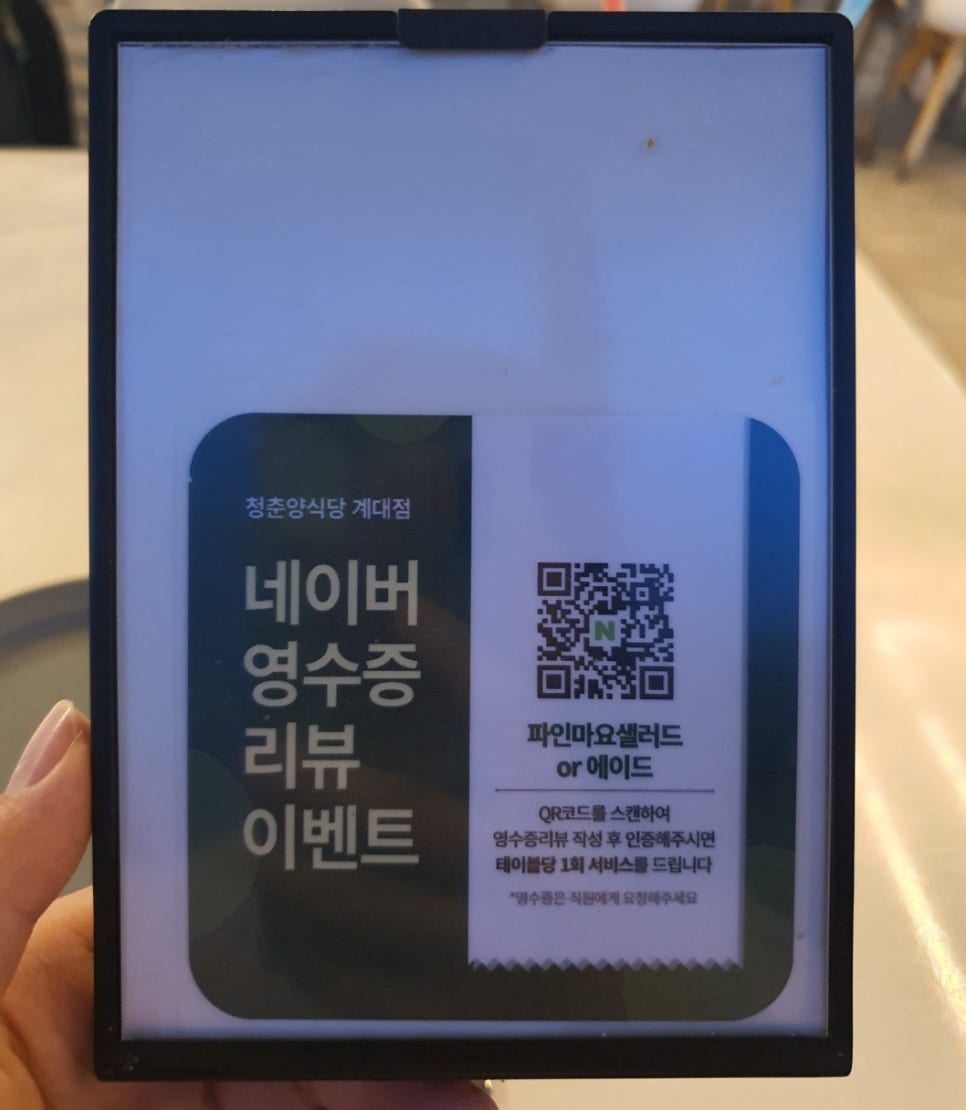 청춘양식당 계대점
네이버
영수증
리뷰
이벤트
N
파인마요샐러드
or 에이드
QR코드를 스캔하여
영수증리뷰 작성 후 인증해주시면
테이블당 1회 서비스를 드립니다
*영수증은 직원에게 요청해주세요